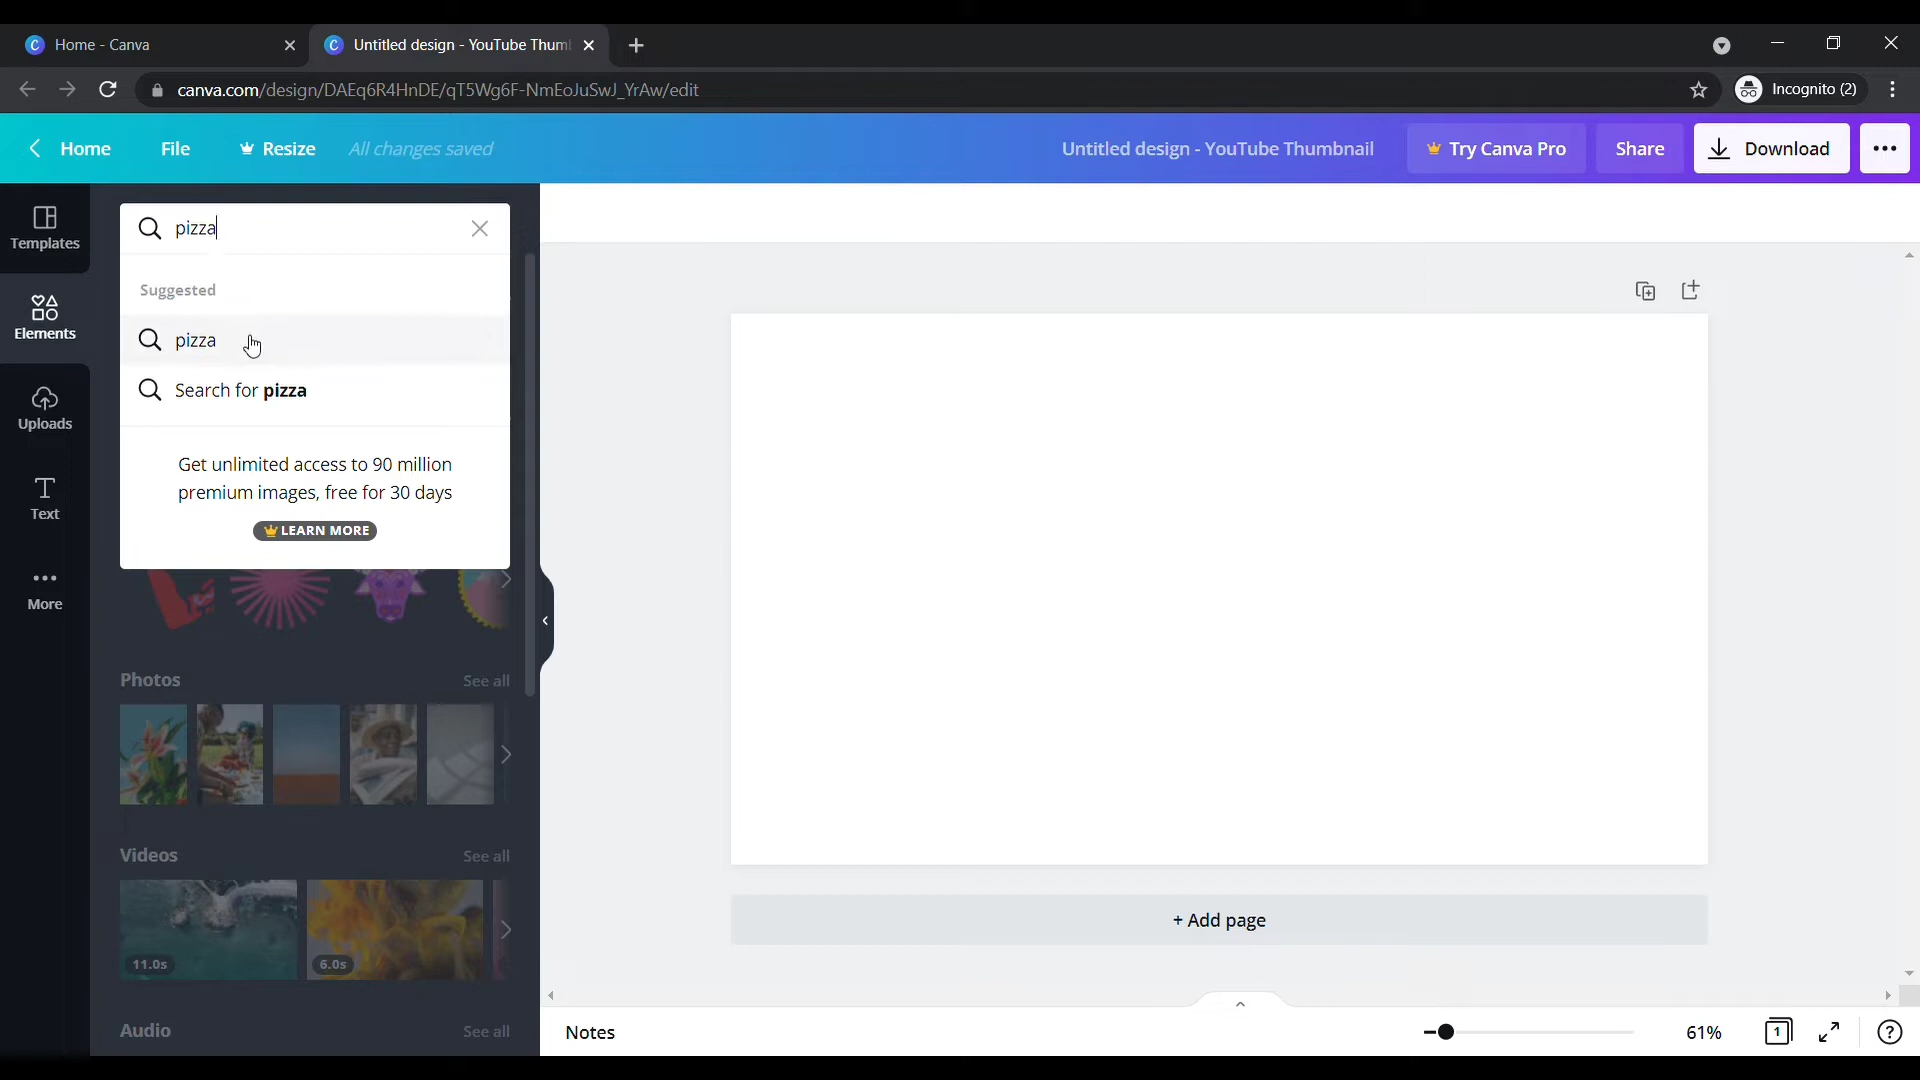 Home - Canva
Untitled design - YouTube Thum
canva.com/design/DAEq6R4HnDE/qT5Wg6F-NmEoJuSwJ_YrAw/edit
Incognito (2)
Home
File
Resize
All changes saved
Untitled design - YouTube Thumbnail
Try Canva Pro
Share
Download
Templates
Elements
Uploads
Text
More
pizza
Suggested
pizza
Search for pizza
Get unlimited access to 90 million
premium images, free for 30 days
LEARN MORE
Photos
See all
Videos
See all
11.0s
6.0s
Audio
See all
+ Add page
Notes
61%
1